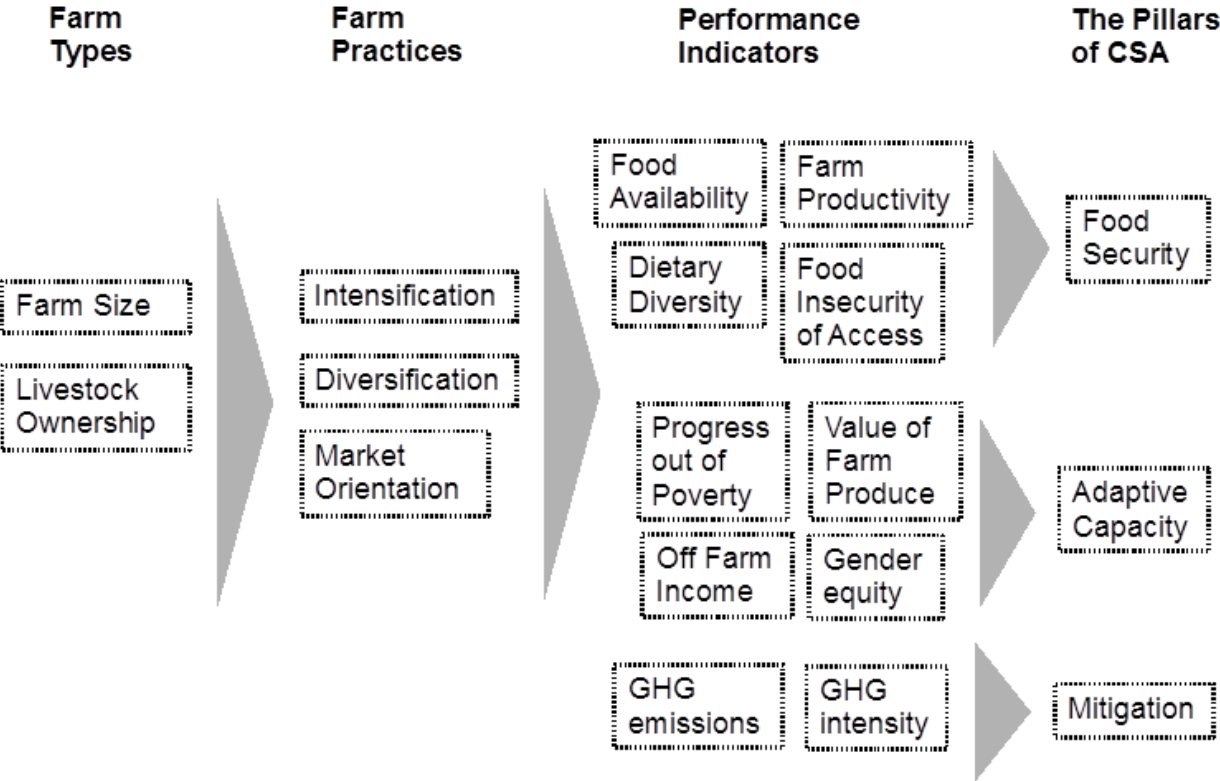 Farm
Types
Farm
Practices
Performance
Indicators
The Pillars
of CSA
Farm Size
Livestock
Ownership
Intensification
Diversification
Market
Orientation
Food
Availability
Farm
Productivity
Dietary
Diversity
Food
Insecurity
of Access
Progress
out of
Poverty
Value of
Farm
Produce
Off Farm
Income
Gender
equity
GHG
emissions
GHG
intensity
Food
Security
Adaptive
Capacity
Mitigation